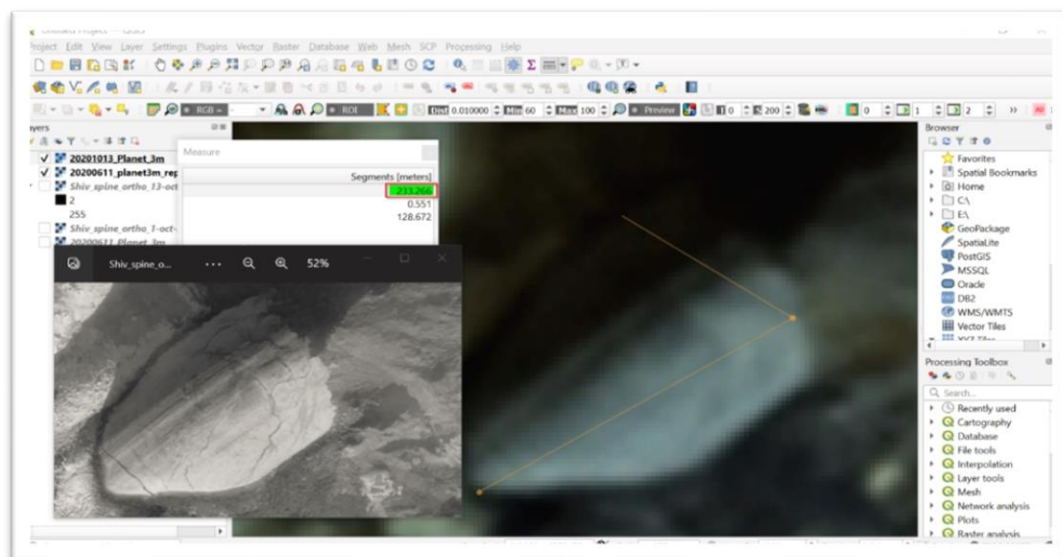 Project Edit View Layer Settings Plugins Vector Raster Database Web Mesh SCP Processing Help
RGB =
ROI
Dist 0.010000 Min 60 Max 100
Preview
T 0
S 200
0
1
2
Layers
20201013_Planet_3m
20200611_planet3m_rep
Shiv_spine_ortho_13-oct
2
255
Shiv_spine_ortho_1-oct-
20200611_Planet_3m
Measure
Segments [meters]
233.266
0.551
128.672
Shiv_spine_o... ... 52%
Browser
Favorites
Spatial Bookmarks
Home
C:\
E:\
GeoPackage
SpatiaLite
PostGIS
MSSQL
Oracle
DB2
WMS/WMTS
Vector Tiles
XYZ Tiles
Processing Toolbox
Search...
Recently used
Cartography
Database
File tools
Interpolation
Layer tools
Mesh
Network analysis
Plots
Raster analysis